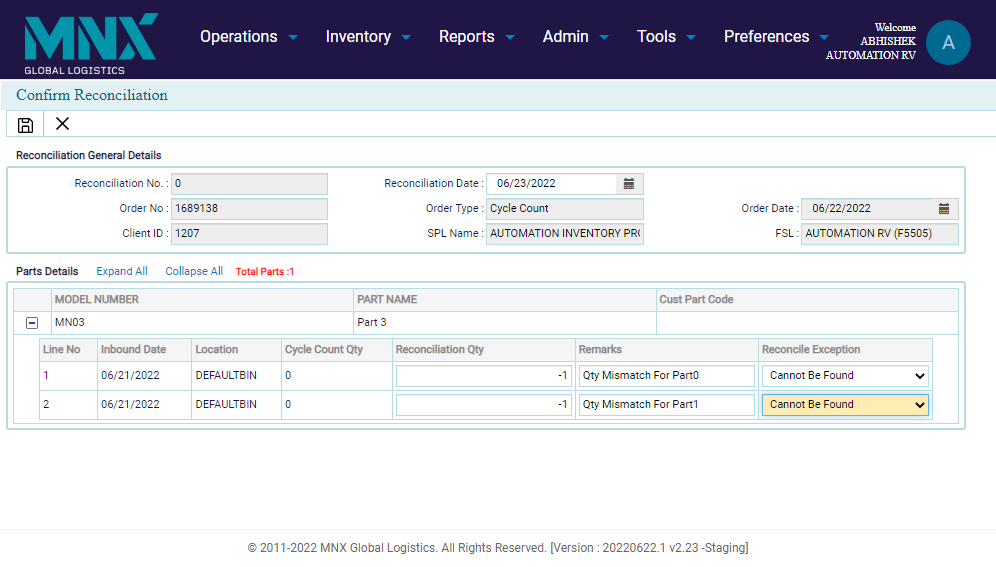 MNX
GLOBAL LOGISTICS
Operations Inventory Reports Admin Tools Preferences
Welcome
ABHISHEK
AUTOMATION RV
A
Confirm Reconciliation
Reconciliation General Details
Reconciliation No. : 0 Reconciliation Date : 06/23/2022
Order No : 1689138 Order Type : Cycle Count Order Date : 06/22/2022
Client ID : 1207 SPL Name : AUTOMATION INVENTORY PR( FSL : AUTOMATION RV (F5505)
Parts Details Expand All Collapse All Total Parts :1
MODEL NUMBER PART NAME Cust Part Code
MN03 Part 3
Line No Inbound Date Location Cycle Count Qty Reconciliation Qty Remarks Reconcile Exception
1 06/21/2022 DEFAULTBIN 0 -1 Qty Mismatch For Part0 Cannot Be Found
2 06/21/2022 DEFAULTBIN 0 -1 Qty Mismatch For Part1 Cannot Be Found
© 2011-2022 MNX Global Logistics. All Rights Reserved. [Version : 20220622.1 v2.23 -Staging]